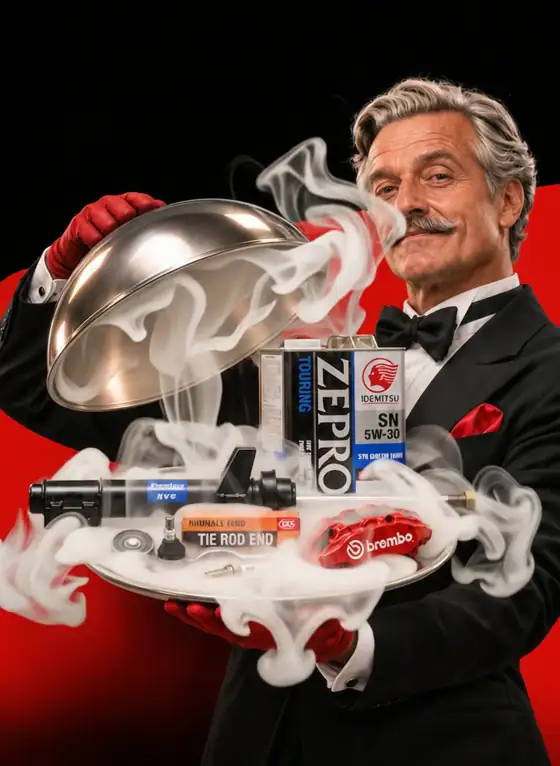 TOURING
ZEPRO
IDEMITSU
SN
5W-30
TIE ROD END
brembo